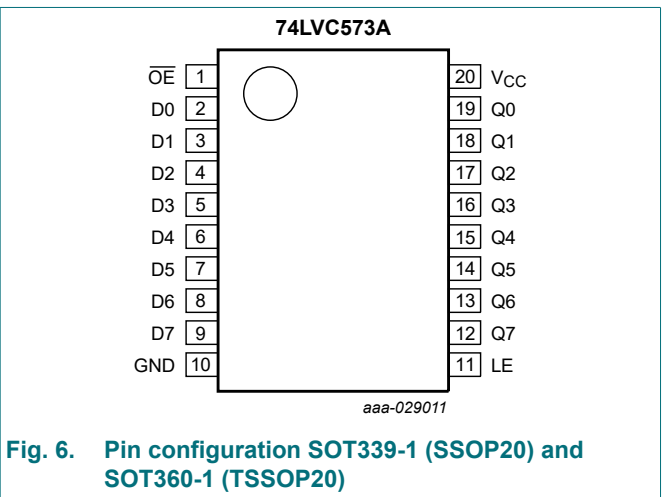 74LVC573A
OE 1 20 VCC
D0 2 19 Q0
D1 3 18 Q1
D2 4 17 Q2
D3 5 16 Q3
D4 6 15 Q4
D5 7 14 Q5
D6 8 13 Q6
D7 9 12 Q7
GND 10 11 LE
aaa-029011
Fig. 6. Pin configuration SOT339-1 (SSOP20) and
SOT360-1 (TSSOP20)